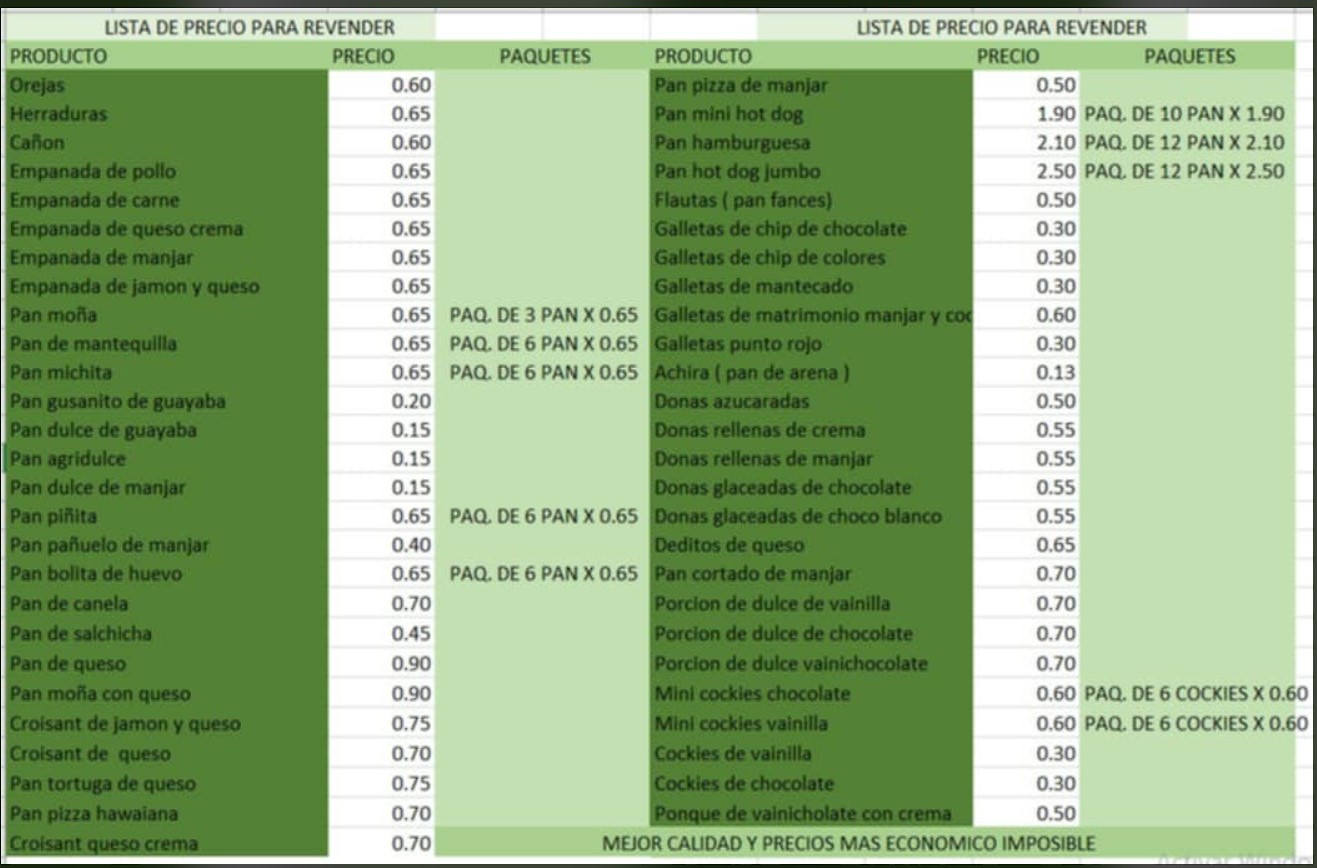 LISTA DE PRECIO PARA REVENDER
PRODUCTO PRECIO PAQUETES
Orejas 0.60
Herraduras 0.65
Cañon 0.60
Empanada de pollo 0.65
Empanada de carne 0.65
Empanada de queso crema 0.65
Empanada de manjar 0.65
Empanada de jamon y queso 0.65
Pan moña 0.65 PAQ. DE 3 PAN X 0.65
Pan de mantequilla 0.65 PAQ. DE 6 PAN X 0.65
Pan michita 0.65 PAQ. DE 6 PAN X 0.65
Pan gusanito de guayaba 0.20
Pan dulce de guayaba 0.15
Pan agridulce 0.15
Pan dulce de manjar 0.15
Pan piñita 0.65 PAQ. DE 6 PAN X 0.65
Pan pañuelo de manjar 0.40
Pan bolita de huevo 0.65 PAQ. DE 6 PAN X 0.65
Pan de canela 0.70
Pan de salchicha 0.45
Pan de queso 0.90
Pan moña con queso 0.90
Croisant de jamon y queso 0.75
Croisant de queso 0.70
Pan tortuga de queso 0.75
Pan pizza hawaiana 0.70
Croisant queso crema 0.70
LISTA DE PRECIO PARA REVENDER
PRODUCTO PRECIO PAQUETES
Pan pizza de manjar 0.50
Pan mini hot dog 1.90 PAQ. DE 10 PAN X 1.90
Pan hamburguesa 2.10 PAQ. DE 12 PAN X 2.10
Pan hot dog jumbo 2.50 PAQ. DE 12 PAN X 2.50
Flautas ( pan fances) 0.50
Galletas de chip de chocolate 0.30
Galletas de chip de colores 0.30
Galletas de mantecado 0.30
Galletas de matrimonio manjar y coc 0.60
Galletas punto rojo 0.30
Achira ( pan de arena ) 0.13
Donas azucaradas 0.50
Donas rellenas de crema 0.55
Donas rellenas de manjar 0.55
Donas glaceadas de chocolate 0.55
Donas glaceadas de choco blanco 0.55
Deditos de queso 0.65
Pan cortado de manjar 0.70
Porcion de dulce de vainilla 0.70
Porcion de dulce de chocolate 0.70
Porcion de dulce vainichocolate 0.70
Mini cockies chocolate 0.60 PAQ. DE 6 COCKIES X 0.60
Mini cockies vainilla 0.60 PAQ. DE 6 COCKIES X 0.60
Cockies de vainilla 0.30
Cockies de chocolate 0.30
Ponque de vainicholate con crema 0.50
MEJOR CALIDAD Y PRECIOS MAS ECONOMICO IMPOSIBLE